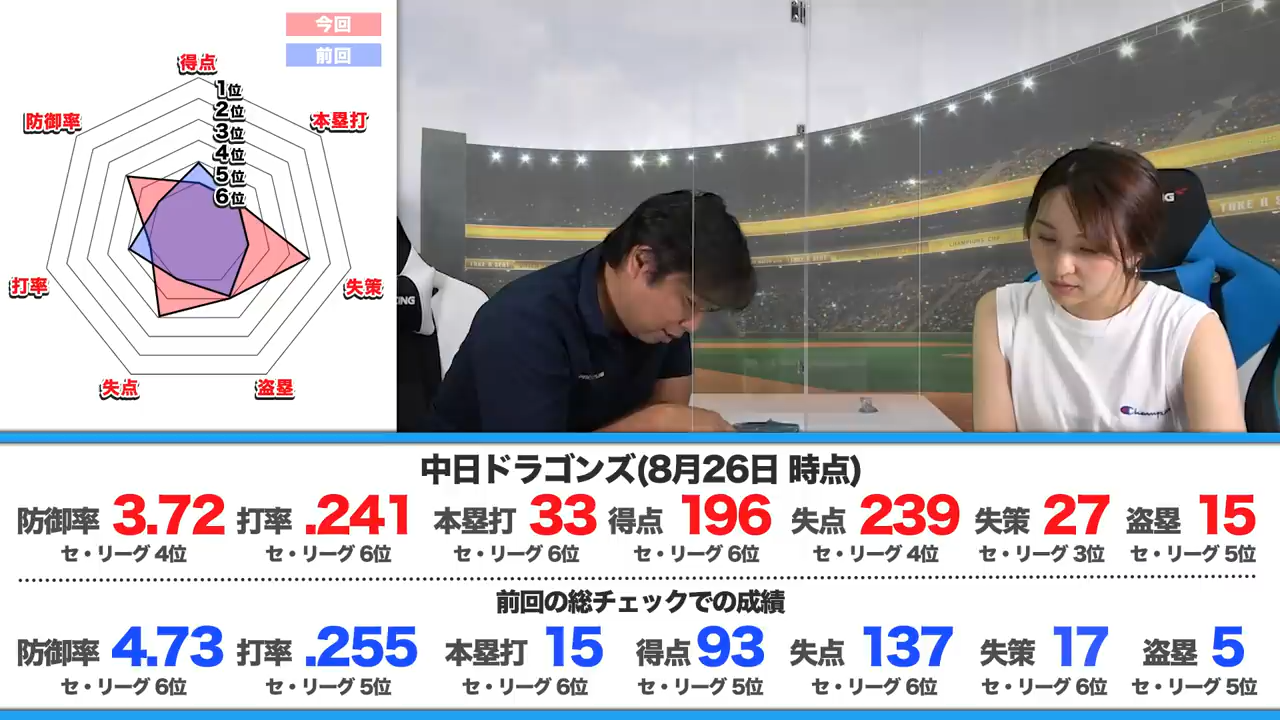 今回
前回
得点
本塁打
失策
盗塁
失点
打率
防御率
1位
2位
3位
4位
5位
6位
TAKE A S
CHAMPIONS CUP
KING
Champion
中日ドラゴンズ(8月26日 時点)
防御率 3.72 打率 .241 本塁打 33 得点 196 失点 239 失策 27 盗塁 15
セ・リーグ 4位 セ・リーグ 6位 セ・リーグ 6位 セ・リーグ 6位 セ・リーグ 4位 セ・リーグ 3位 セ・リーグ 5位
前回の総チェックでの成績
防御率 4.73 打率 .255 本塁打 15 得点 93 失点 137 失策 17 盗塁 5
セ・リーグ 6位 セ・リーグ 5位 セ・リーグ 6位 セ・リーグ 5位 セ・リーグ 6位 セ・リーグ 6位 セ・リーグ 5位